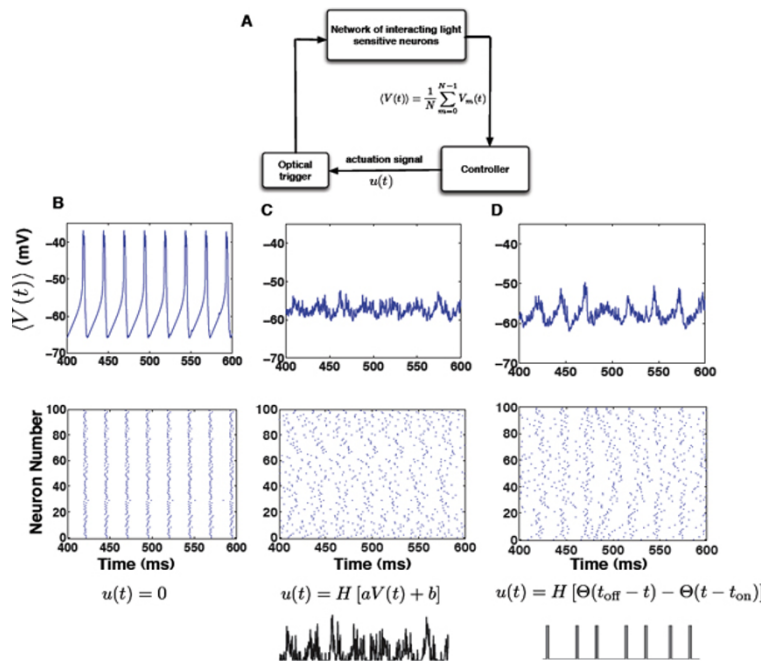 A
Network of interacting light
sensitive neurons
⟨V(t)⟩ = 1/N ∑_{m=0}^{N−1} V_m(t)
Optical
trigger
actuation signal
u(t)
Controller
B
C
D
⟨V(t)⟩ (mV)
−40
−50
−60
−70
400 450 500 550 600
−40
−50
−60
−70
400 450 500 550 600
−40
−50
−60
−70
400 450 500 550 600
Neuron Number
100
80
60
40
20
0
400 450 500 550 600
Time (ms)
100
80
60
40
20
0
400 450 500 550 600
Time (ms)
100
80
60
40
20
0
400 450 500 550 600
Time (ms)
u(t) = 0
u(t) = H [aV(t) + b]
u(t) = H [Θ(t_off − t) − Θ(t − t_on)]